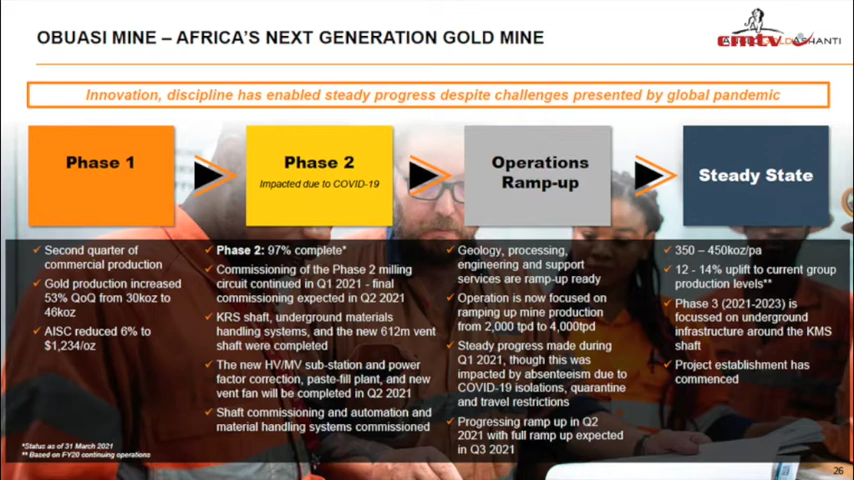 OBUASI MINE – AFRICA'S NEXT GENERATION GOLD MINE
emtv
ASHANTI
Innovation, discipline has enabled steady progress despite challenges presented by global pandemic
Phase 1
Phase 2
Impacted due to COVID-19
Operations
Ramp-up
Steady State
✓ Second quarter of
commercial production
✓ Gold production increased
53% QoQ from 30koz to
46koz
✓ AISC reduced 6% to
$1,234/oz
✓ Phase 2: 97% complete*
✓ Commissioning of the Phase 2 milling
circuit continued in Q1 2021 - final
commissioning expected in Q2 2021
✓ KRS shaft, underground materials
handling systems, and the new 612m vent
shaft were completed
✓ The new HV/MV sub-station and power
factor correction, paste-fill plant, and new
vent fan will be completed in Q2 2021
✓ Shaft commissioning and automation and
material handling systems commissioned
✓ Geology, processing,
engineering and support
services are ramp-up ready
✓ Operation is now focused on
ramping up mine production
from 2,000 tpd to 4,000tpd
✓ Steady progress made during
Q1 2021, though this was
impacted by absenteeism due to
COVID-19 isolations, quarantine
and travel restrictions
✓ Progressing ramp up in Q2
2021 with full ramp up expected
in Q3 2021
✓ 350 – 450koz/pa
✓ 12 - 14% uplift to current group
production levels**
✓ Phase 3 (2021-2023) is
focussed on underground
infrastructure around the KMS
shaft
✓ Project establishment has
commenced
*Status as of 31 March 2021
** Based on FY20 continuing operations
26